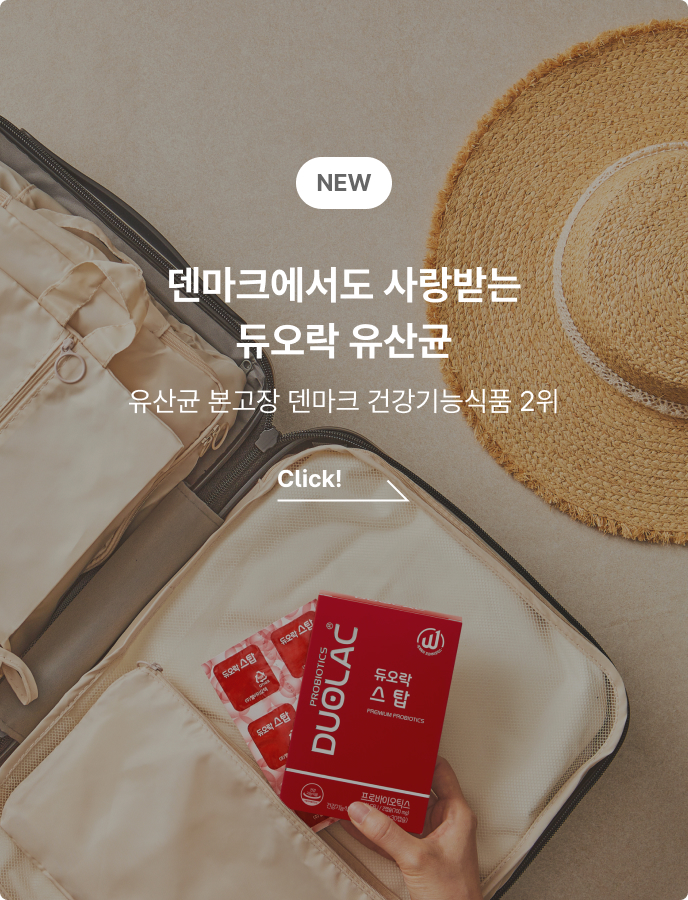 NEW
덴마크에서도 사랑받는
듀오락 유산균
유산균 본고장 덴마크 건강기능식품 2위
Click!
PROBIOTICS
DUOLAC®
듀오락
스탑
PREMIUM PROBIOTICS
프로바이오틱스
듀오락 스탑
듀오락 스탑
듀오락 스탑